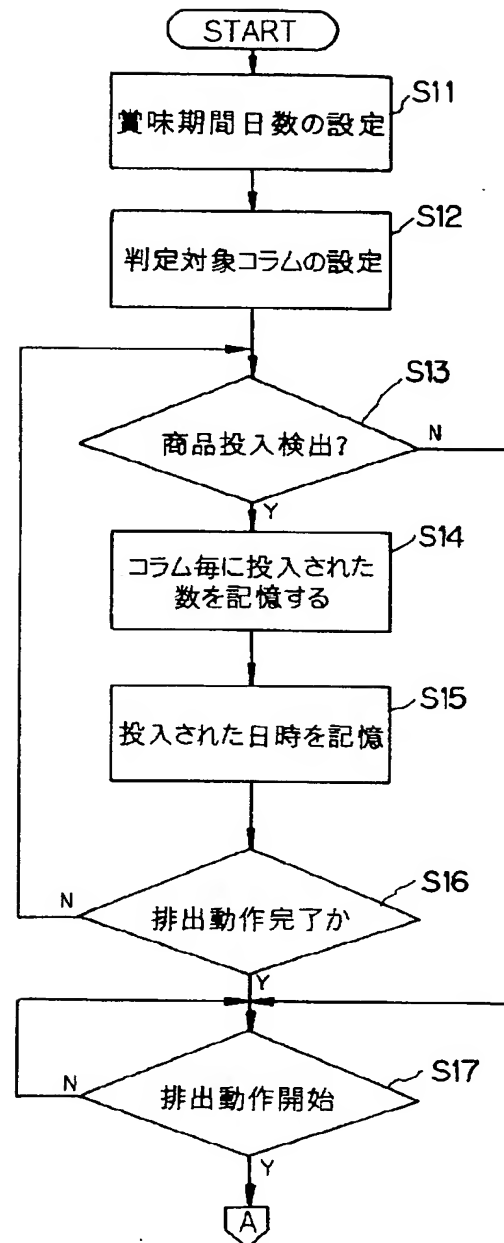 START
S11
賞味期間日数の設定
S12
判定対象コラムの設定
S13
商品投入検出?
N
Y
S14
コラム毎に投入された
数を記憶する
S15
投入された日時を記憶
S16
N
排出動作完了か
Y
S17
N
排出動作開始
Y
A